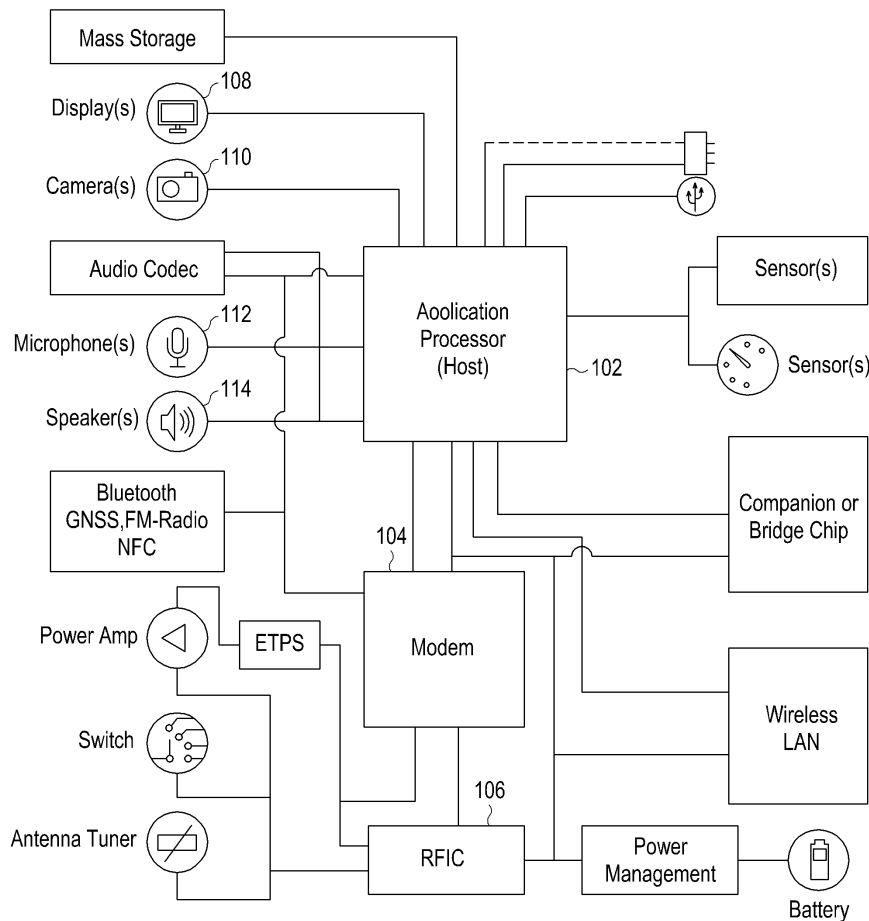 Mass Storage
108
Display(s)
110
Camera(s)
Audio Codec
Aoolication
Processor
(Host)
Sensor(s)
112
Microphone(s)
102
Sensor(s)
114
Speaker(s)
Bluetooth
GNSS,FM-Radio
NFC
Companion or
Bridge Chip
104
Power Amp
ETPS
Modem
Switch
Wireless
LAN
106
Antenna Tuner
RFIC
Power
Management
Battery